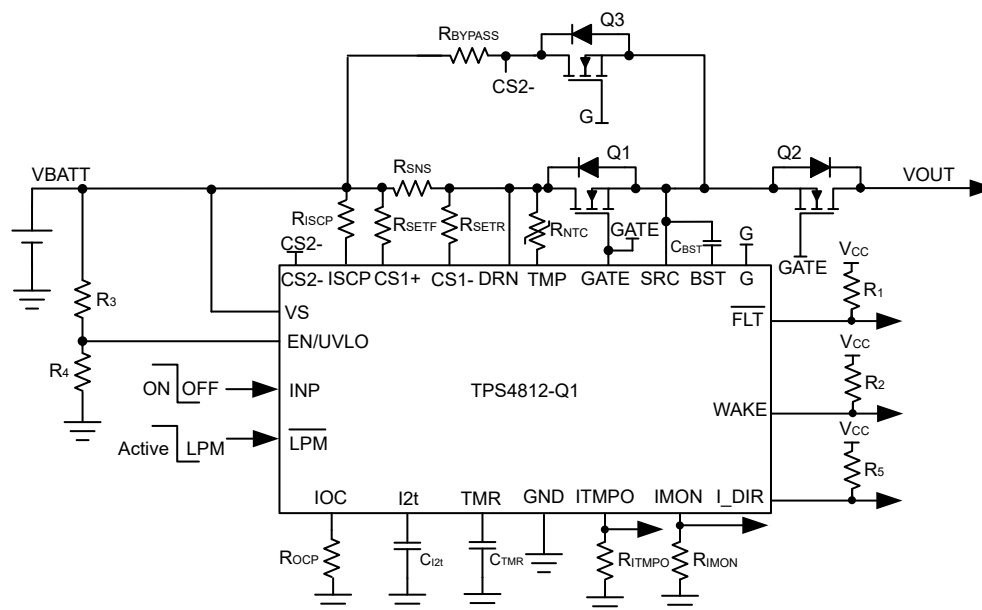 Q3
RBYPASS
CS2-
G
VBATT
RSNS
Q1
Q2
VOUT
RISCP
RSETF
RSETR
RNTC
GATE
CBST
G
GATE
CS2-
CS2- ISCP CS1+ CS1- DRN TMP GATE SRC BST G
VCC
R1
FLT
R3
VS
EN/UVLO
R4
VCC
R2
WAKE
ON OFF
INP
TPS4812-Q1
Active LPM
LPM
VCC
R5
I_DIR
IOC I2t TMR GND ITMPO IMON
ROCP
CI2t
CTMR
RITMPO
RIMON